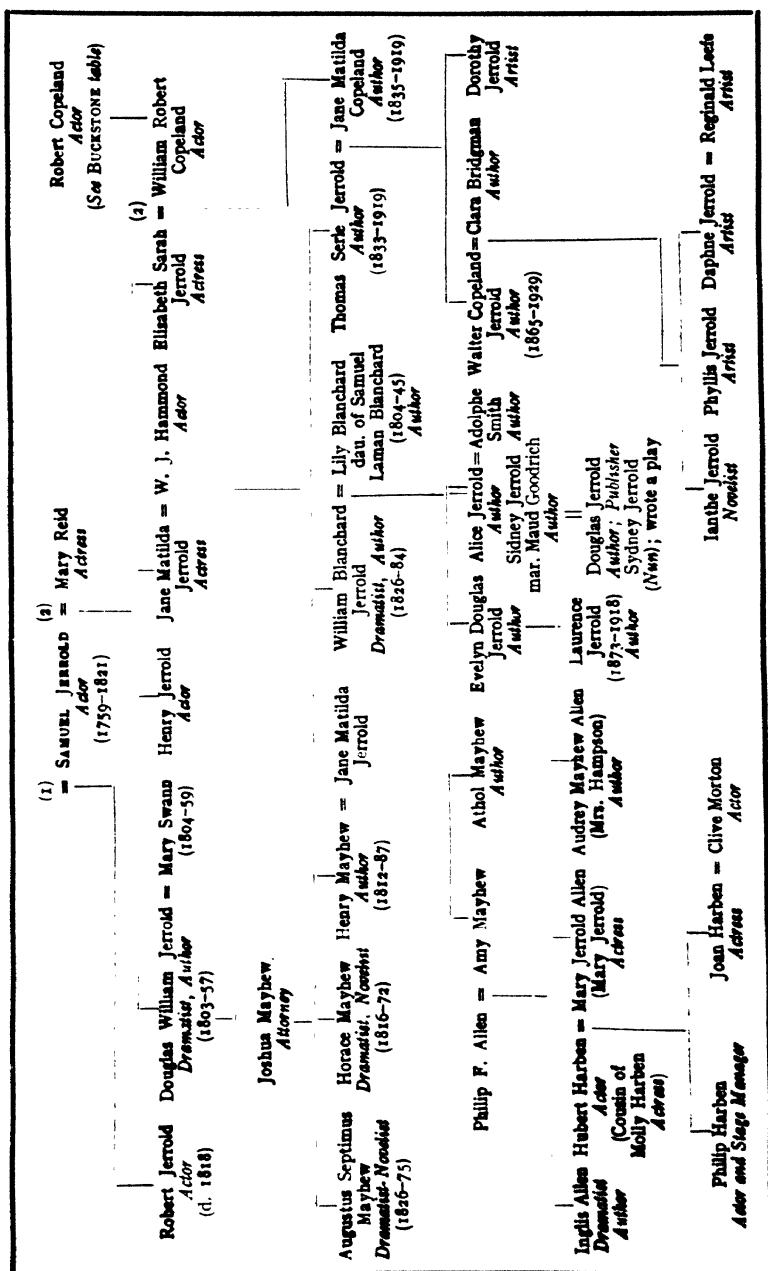 Robert Copeland
Actor
(See BUCKSTONE table)
(1)
= SAMUEL JERROLD
Actor
(1759-1821)
(2)
= Mary Reid
Actress
Robert Jerrold
Actor
(d. 1818)
Douglas William Jerrold = Mary Swann
Dramatist, Author
(1803-57)
(1804-59)
Henry Jerrold
Actor
Jane Matilda = W. J. Hammond
Jerrold
Actress
Actor
Elisabeth Sarah
Jerrold
Actress
(2)
= William Robert
Copeland
Actor
Joshua Mayhew
Attorney
Augustus Septimus
Mayhew
Dramatist-Novelist
(1826-75)
Horace Mayhew
Dramatist, Novelist
(1816-72)
Henry Mayhew = Jane Matilda
Author
(1812-87)
Jerrold
William Blanchard = Lily Blanchard
Jerrold
Dramatist, Author
(1826-84)
dau. of Samuel
Laman Blanchard
(1804-45)
Author
Thomas Serle Jerrold = Jane Matilda
Author
(1833-1919)
Copeland
Author
(1835-1919)
Philip F. Allen = Amy Mayhew
Athol Mayhew
Author
Evelyn Douglas
Jerrold
Author
Alice Jerrold = Adolphe
Author
Smith
Author
Sidney Jerrold
mar. Maud Goodrich
Author
Walter Copeland = Clara Bridgman
Jerrold
Author
(1865-1929)
Author
Dorothy
Jerrold
Artist
Inglis Allen
Dramatist
Author
Hubert Harben = Mary Jerrold Allen
Actor
(Cousin of
Molly Harben
Actress)
(Mary Jerrold)
Actress
Audrey Mayhew Allen
(Mrs. Hampson)
Author
Laurence
Jerrold
(1873-1918)
Author
Douglas Jerrold
Author; Publisher
Sydney Jerrold
(Nun); wrote a play
Philip Harben
Actor and Stage Manager
Joan Harben = Clive Morton
Actress
Actor
Ianthe Jerrold
Novelist
Phyllis Jerrold
Artist
Daphne Jerrold = Reginald Leefe
Artist
Artist